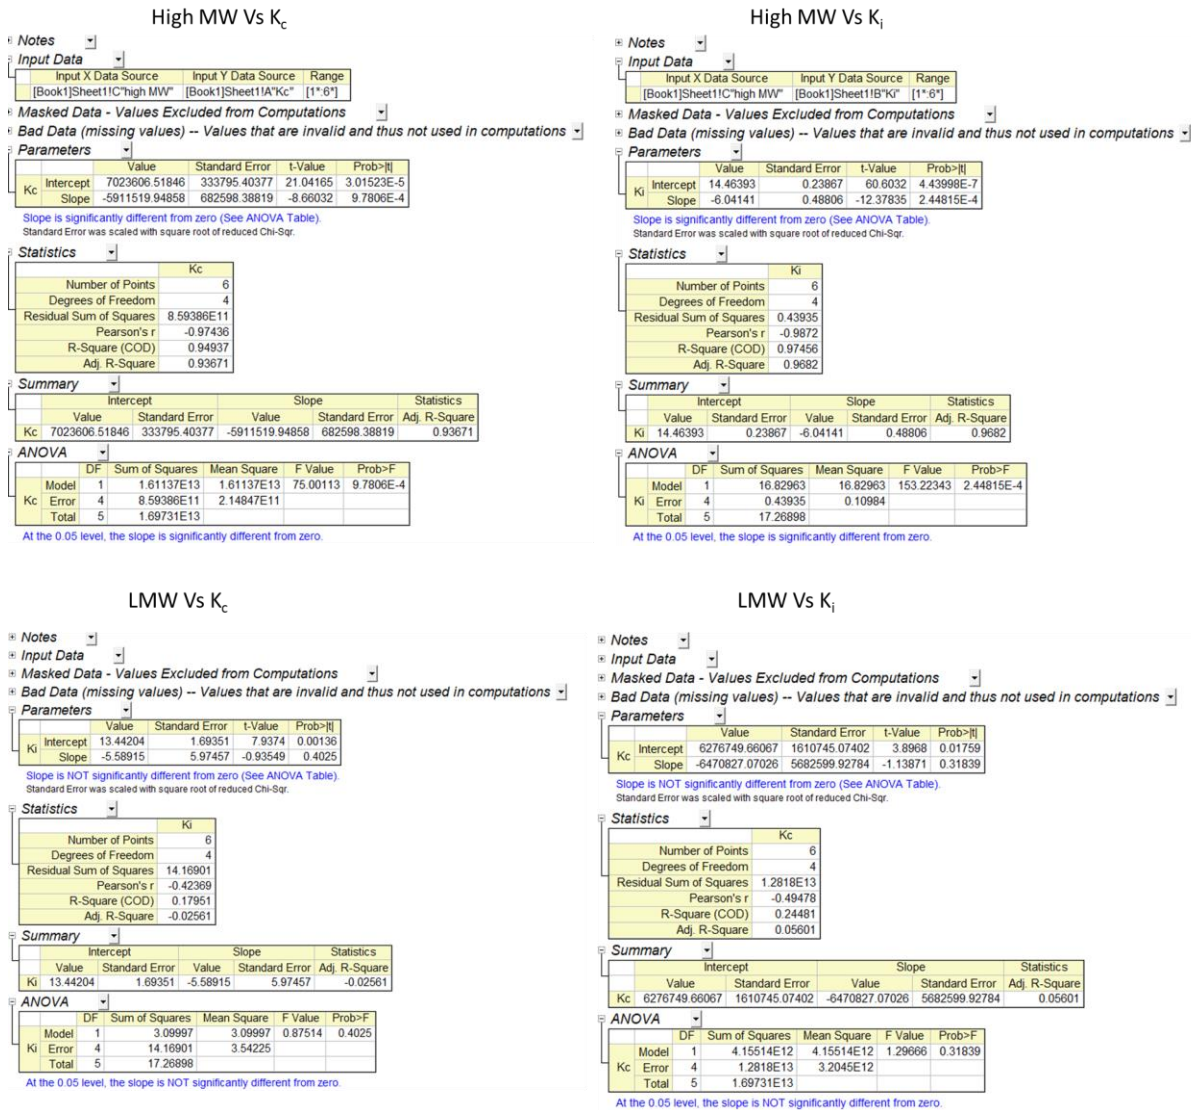 High MW Vs Kc
Notes
Input Data
Input X Data Source Input Y Data Source Range
[Book1]Sheet1!C"high MW" [Book1]Sheet1!A"Kc" [1*:6*]
Masked Data - Values Excluded from Computations
Bad Data (missing values) -- Values that are invalid and thus not used in computations
Parameters
Value Standard Error t-Value Prob>|t|
Kc Intercept 7023606.51846 333795.40377 21.04165 3.01523E-5
Slope -5911519.94858 682598.38819 -8.66032 9.7806E-4
Slope is significantly different from zero (See ANOVA Table).
Standard Error was scaled with square root of reduced Chi-Sqr.
Statistics
Kc
Number of Points 6
Degrees of Freedom 4
Residual Sum of Squares 8.59386E11
Pearson's r -0.97436
R-Square (COD) 0.94937
Adj. R-Square 0.93671
Summary
Intercept Slope Statistics
Value Standard Error Value Standard Error Adj. R-Square
Kc 7023606.51846 333795.40377 -5911519.94858 682598.38819 0.93671
ANOVA
DF Sum of Squares Mean Square F Value Prob>F
Model 1 1.61137E13 1.61137E13 75.00113 9.7806E-4
Kc Error 4 8.59386E11 2.14847E11
Total 5 1.69731E13
At the 0.05 level, the slope is significantly different from zero.
High MW Vs Ki
Notes
Input Data
Input X Data Source Input Y Data Source Range
[Book1]Sheet1!C"high MW" [Book1]Sheet1!B"Ki" [1*:6*]
Masked Data - Values Excluded from Computations
Bad Data (missing values) -- Values that are invalid and thus not used in computations
Parameters
Value Standard Error t-Value Prob>|t|
Ki Intercept 14.46393 0.23867 60.6032 4.43998E-7
Slope -6.04141 0.48806 -12.37835 2.44815E-4
Slope is significantly different from zero (See ANOVA Table).
Standard Error was scaled with square root of reduced Chi-Sqr.
Statistics
Ki
Number of Points 6
Degrees of Freedom 4
Residual Sum of Squares 0.43935
Pearson's r -0.9872
R-Square (COD) 0.97456
Adj. R-Square 0.9682
Summary
Intercept Slope Statistics
Value Standard Error Value Standard Error Adj. R-Square
Ki 14.46393 0.23867 -6.04141 0.48806 0.9682
ANOVA
DF Sum of Squares Mean Square F Value Prob>F
Model 1 16.82963 16.82963 153.22343 2.44815E-4
Ki Error 4 0.43935 0.10984
Total 5 17.26898
At the 0.05 level, the slope is significantly different from zero.
LMW Vs Kc
Notes
Input Data
Masked Data - Values Excluded from Computations
Bad Data (missing values) -- Values that are invalid and thus not used in computations
Parameters
Value Standard Error t-Value Prob>|t|
Ki Intercept 13.44204 1.69351 7.9374 0.00136
Slope -5.58915 5.97457 -0.93549 0.4025
Slope is NOT significantly different from zero (See ANOVA Table).
Standard Error was scaled with square root of reduced Chi-Sqr.
Statistics
Ki
Number of Points 6
Degrees of Freedom 4
Residual Sum of Squares 14.16901
Pearson's r -0.42369
R-Square (COD) 0.17951
Adj. R-Square -0.02561
Summary
Intercept Slope Statistics
Value Standard Error Value Standard Error Adj. R-Square
Ki 13.44204 1.69351 -5.58915 5.97457 -0.02561
ANOVA
DF Sum of Squares Mean Square F Value Prob>F
Model 1 3.09997 3.09997 0.87514 0.4025
Ki Error 4 14.16901 3.54225
Total 5 17.26898
At the 0.05 level, the slope is NOT significantly different from zero.
LMW Vs Ki
Notes
Input Data
Masked Data - Values Excluded from Computations
Bad Data (missing values) -- Values that are invalid and thus not used in computations
Parameters
Value Standard Error t-Value Prob>|t|
Kc Intercept 6276749.66067 1610745.07402 3.8968 0.01759
Slope -6470827.07026 5682599.92784 -1.13871 0.31839
Slope is NOT significantly different from zero (See ANOVA Table).
Standard Error was scaled with square root of reduced Chi-Sqr.
Statistics
Kc
Number of Points 6
Degrees of Freedom 4
Residual Sum of Squares 1.2818E13
Pearson's r -0.49478
R-Square (COD) 0.24481
Adj. R-Square 0.05601
Summary
Intercept Slope Statistics
Value Standard Error Value Standard Error Adj. R-Square
Kc 6276749.66067 1610745.07402 -6470827.07026 5682599.92784 0.05601
ANOVA
DF Sum of Squares Mean Square F Value Prob>F
Model 1 4.15514E12 4.15514E12 1.29666 0.31839
Kc Error 4 1.2818E13 3.2045E12
Total 5 1.69731E13
At the 0.05 level, the slope is NOT significantly different from zero.